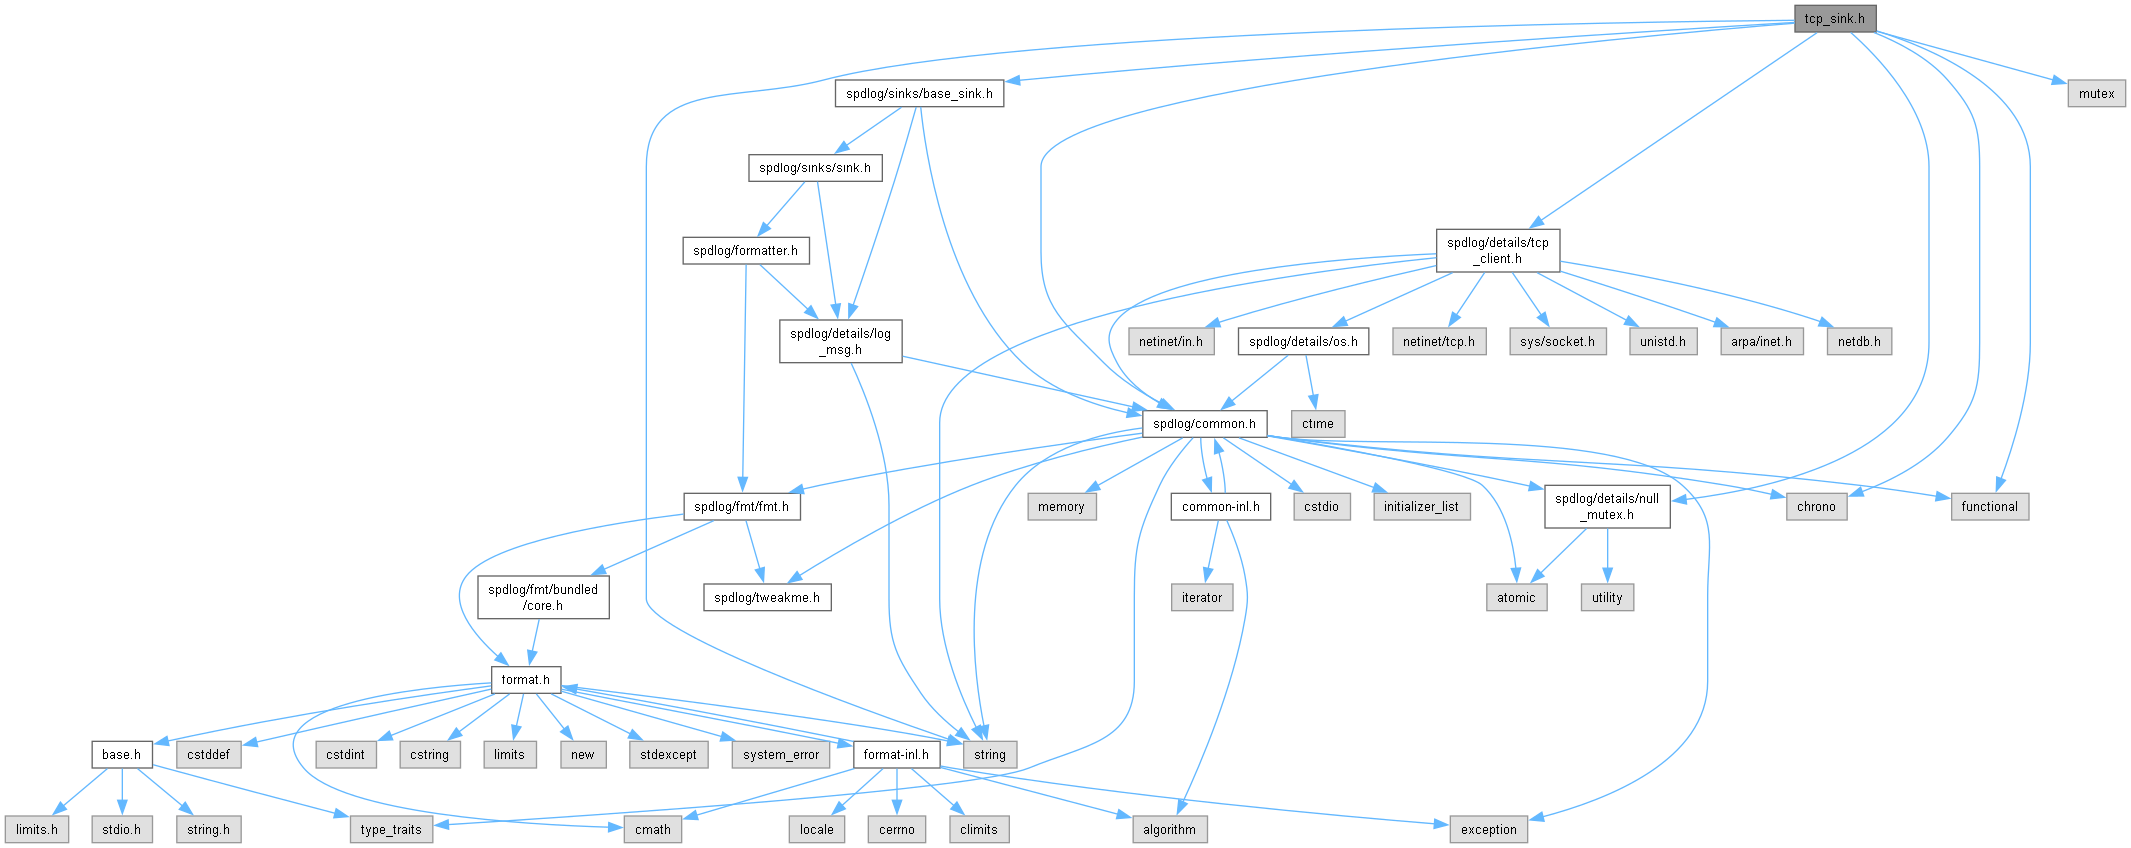 tcp_sink.h
spdlog/sinks/base_sink.h
mutex
spdlog/sinks/sink.h
spdlog/formatter.h
spdlog/details/tcp
_client.h
spdlog/details/log
_msg.h
netinet/in.h
spdlog/details/os.h
netinet/tcp.h
sys/socket.h
unistd.h
arpa/inet.h
netdb.h
spdlog/common.h
ctime
spdlog/fmt/fmt.h
memory
common-inl.h
cstdio
initializer_list
spdlog/details/null
_mutex.h
chrono
functional
spdlog/fmt/bundled
/core.h
spdlog/tweakme.h
iterator
atomic
utility
format.h
base.h
cstddef
cstdint
cstring
limits
new
stdexcept
system_error
format-inl.h
string
limits.h
stdio.h
string.h
type_traits
cmath
locale
cerrno
climits
algorithm
exception